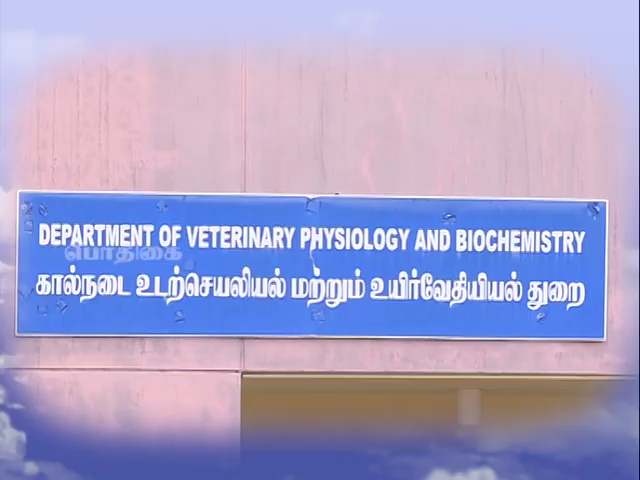 DEPARTMENT OF VETERINARY PHYSIOLOGY AND BIOCHEMISTRY
பொதிகை
கால்நடை உடற்செயலியல் மற்றும் உயிர்வேதியியல் துறை